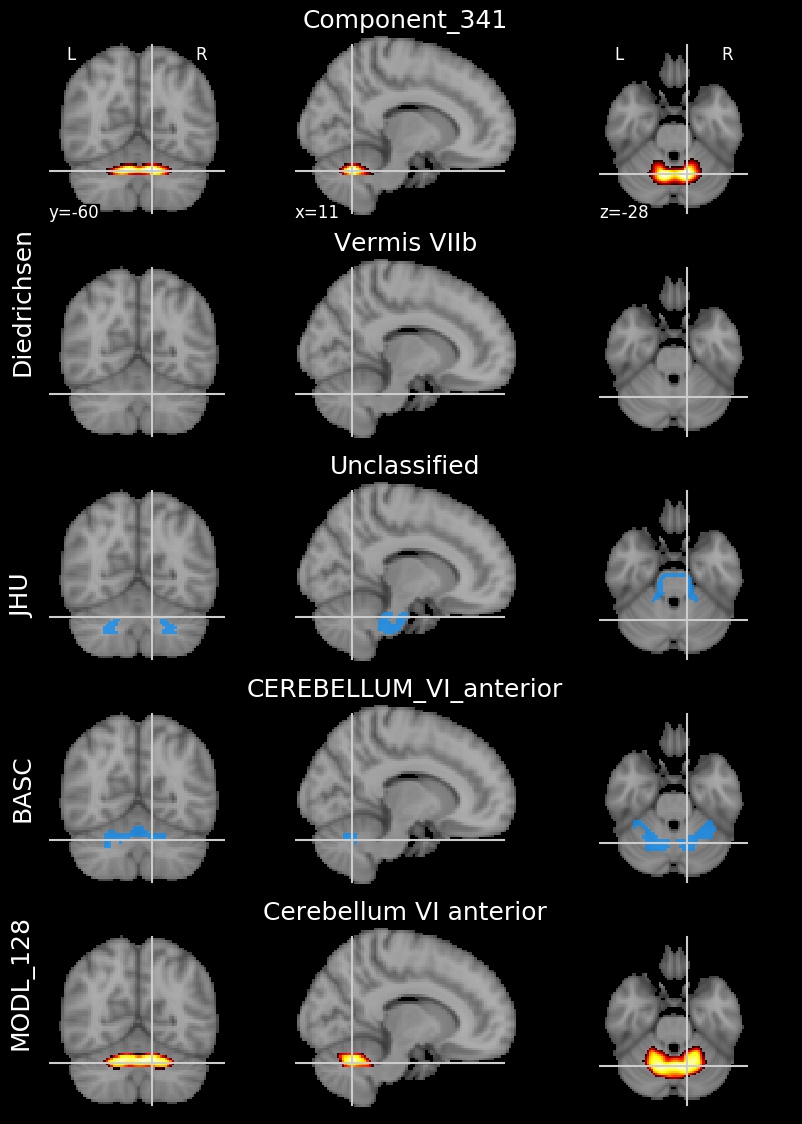 Component_341
L R L R
y=-60 x=11 z=-28
Diedrichsen
Vermis VIIb
JHU
Unclassified
BASC
CEREBELLUM_VI_anterior
MODL_128
Cerebellum VI anterior